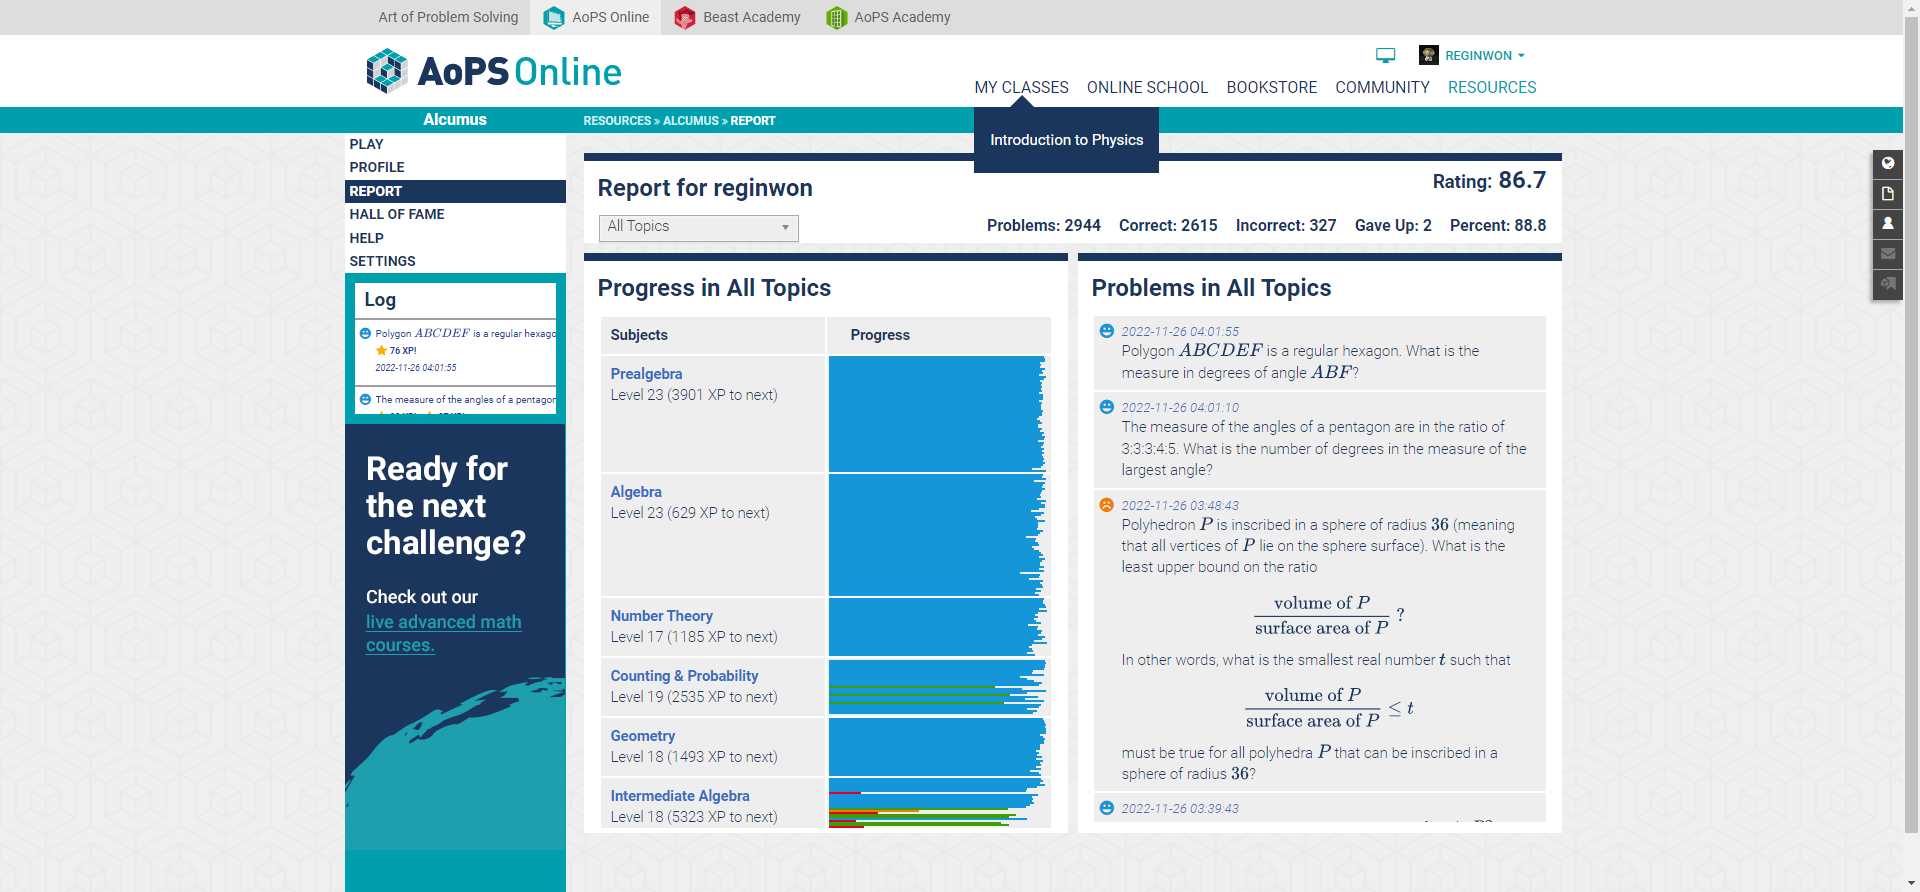 Art of Problem Solving
AoPS Online
Beast Academy
AoPS Academy
AoPS Online
REGINWON
MY CLASSES
ONLINE SCHOOL
BOOKSTORE
COMMUNITY
RESOURCES
Alcumus
RESOURCES » ALCUMUS » REPORT
Introduction to Physics
PLAY
PROFILE
REPORT
HALL OF FAME
HELP
SETTINGS
Log
Polygon ABCDEF is a regular hexago
76 XP!
2022-11-26 04:01:55
The measure of the angles of a pentagon
Ready for
the next
challenge?
Check out our
live advanced math
courses.
Report for reginwon
Rating: 86.7
All Topics
Problems: 2944 Correct: 2615 Incorrect: 327 Gave Up: 2 Percent: 88.8
Progress in All Topics
Subjects Progress
Prealgebra
Level 23 (3901 XP to next)
Algebra
Level 23 (629 XP to next)
Number Theory
Level 17 (1185 XP to next)
Counting & Probability
Level 19 (2535 XP to next)
Geometry
Level 18 (1493 XP to next)
Intermediate Algebra
Level 18 (5323 XP to next)
Problems in All Topics
2022-11-26 04:01:55
Polygon ABCDEF is a regular hexagon. What is the
measure in degrees of angle ABF?
2022-11-26 04:01:10
The measure of the angles of a pentagon are in the ratio of
3:3:3:4:5. What is the number of degrees in the measure of the
largest angle?
2022-11-26 03:48:43
Polyhedron P is inscribed in a sphere of radius 36 (meaning
that all vertices of P lie on the sphere surface). What is the
least upper bound on the ratio
volume of P
surface area of P ?
In other words, what is the smallest real number t such that
volume of P
surface area of P ≤ t
must be true for all polyhedra P that can be inscribed in a
sphere of radius 36?
2022-11-26 03:39:43